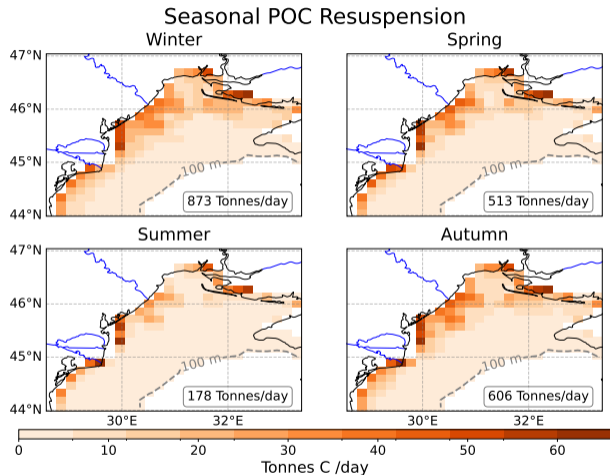 Seasonal POC Resuspension
Winter
Spring
47°N
46°N
45°N
44°N
100 m
873 Tonnes/day
100 m
513 Tonnes/day
Summer
Autumn
47°N
46°N
45°N
44°N
100 m
178 Tonnes/day
100 m
606 Tonnes/day
30°E 32°E 30°E 32°E
0 10 20 30 40 50 60
Tonnes C /day